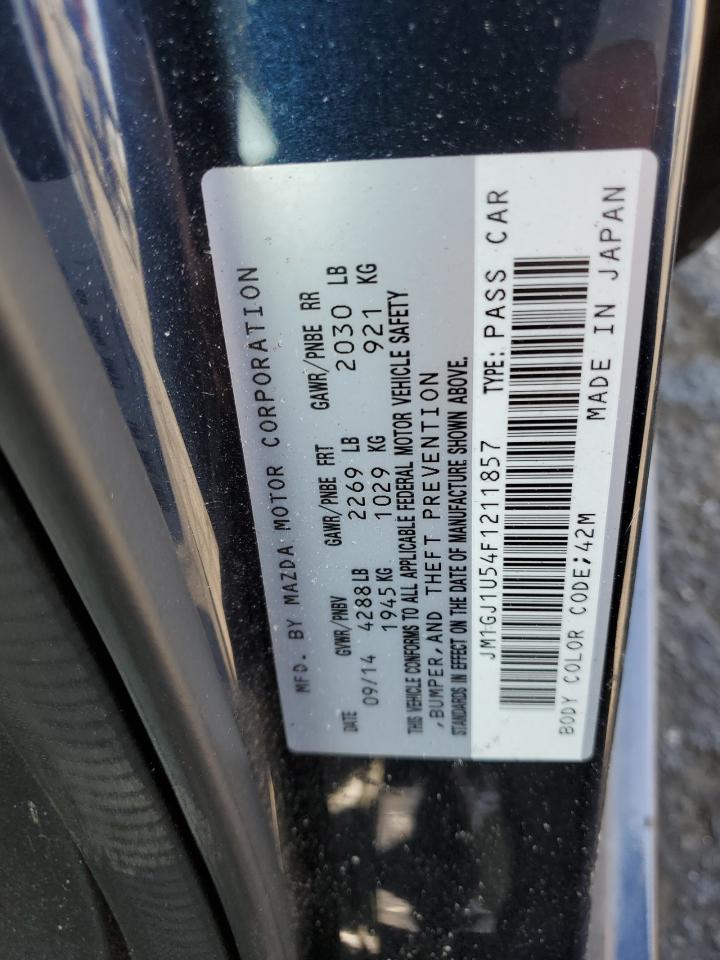 MFD. BY MAZDA MOTOR CORPORATION
DATE GVWR/PNBV GAWR/PNBE FRT GAWR/PNBE RR
09/14 4288 LB 2269 LB 2030 LB
1945 KG 1029 KG 921 KG
THIS VEHICLE CONFORMS TO ALL APPLICABLE FEDERAL MOTOR VEHICLE SAFETY
,BUMPER,AND THEFT PREVENTION
STANDARDS IN EFFECT ON THE DATE OF MANUFACTURE SHOWN ABOVE.
JM1GJ1U54F1211857 TYPE: PASS CAR
BODY COLOR CODE;42M MADE IN JAPAN